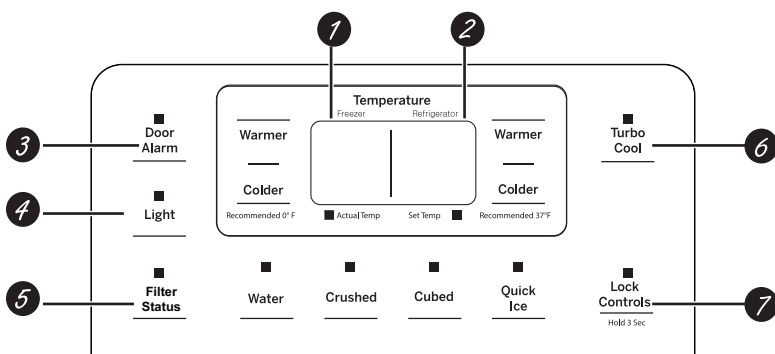 1
2
Temperature
Freezer Refrigerator
3
Door
Alarm
Warmer
Warmer
Turbo
Cool
6
4
Light
Colder
Colder
Recommended 0° F
Actual Temp
Set Temp
Recommended 37°F
5
Filter
Status
Water
Crushed
Cubed
Quick
Ice
Lock
Controls
Hold 3 Sec
7